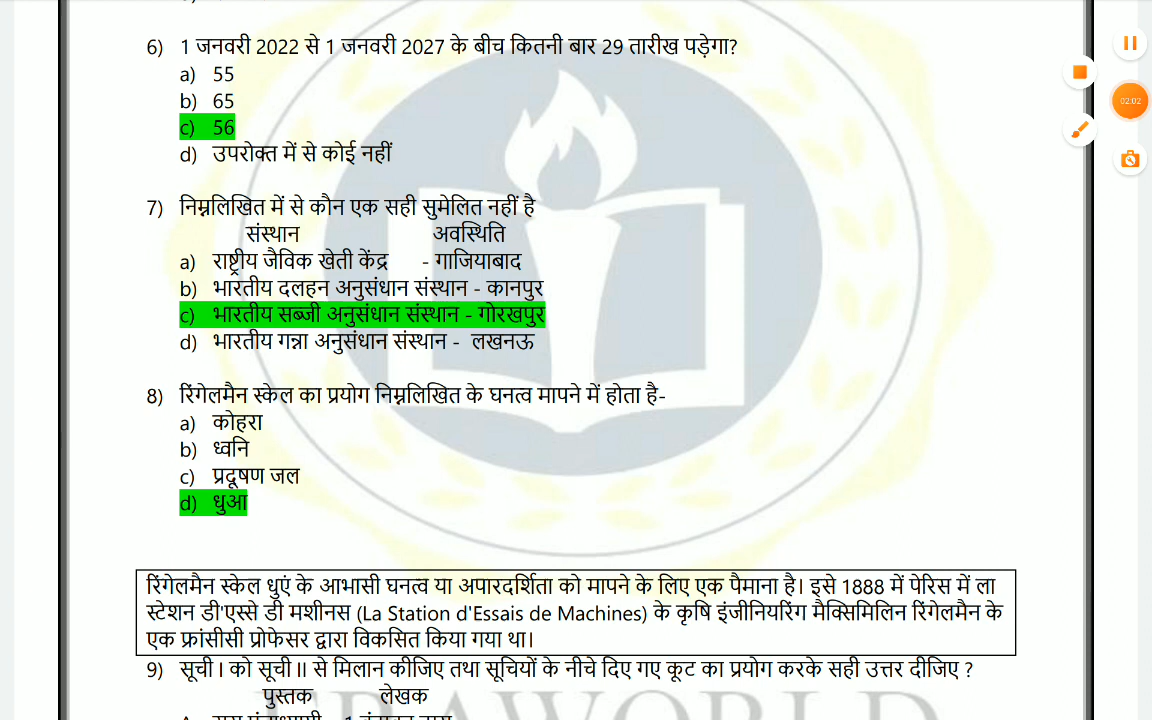 6) 1 जनवरी 2022 से 1 जनवरी 2027 के बीच कितनी बार 29 तारीख पड़ेगा?
a) 55
b) 65
c) 56
d) उपरोक्त में से कोई नहीं
7) निम्नलिखित में से कौन एक सही सुमेलित नहीं है
संस्थान अवस्थिति
a) राष्ट्रीय जैविक खेती केंद्र - गाजियाबाद
b) भारतीय दलहन अनुसंधान संस्थान - कानपुर
c) भारतीय सब्जी अनुसंधान संस्थान - गोरखपुर
d) भारतीय गन्ना अनुसंधान संस्थान - लखनऊ
8) रिंगेलमैन स्केल का प्रयोग निम्नलिखित के घनत्व मापने में होता है-
a) कोहरा
b) ध्वनि
c) प्रदूषण जल
d) धुआ
रिंगेलमैन स्केल धुएं के आभासी घनत्व या अपारदर्शिता को मापने के लिए एक पैमाना है। इसे 1888 में पेरिस में ला
स्टेशन डी'एस्से डी मशीनस (La Station d'Essais de Machines) के कृषि इंजीनियरिंग मैक्सिमिलिन रिंगेलमैन के
एक फ्रांसीसी प्रोफेसर द्वारा विकसित किया गया था।
9) सूची I को सूची II से मिलान कीजिए तथा सूचियों के नीचे दिए गए कूट का प्रयोग करके सही उत्तर दीजिए ?
पुस्तक लेखक
02:02